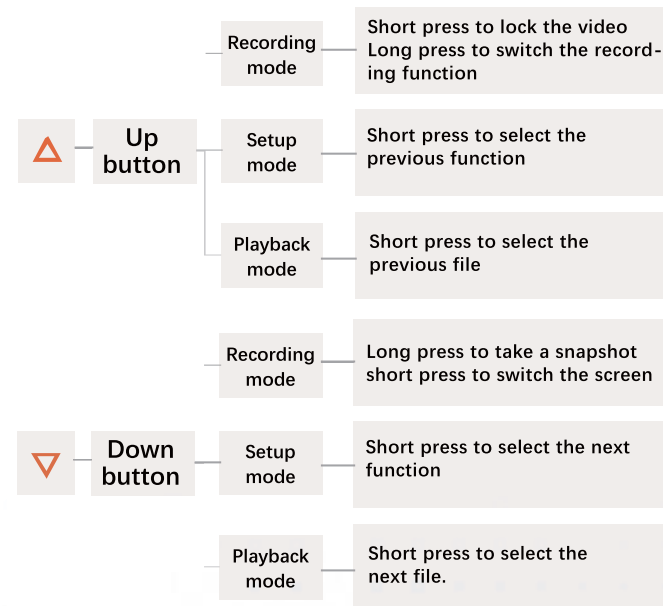 Recording
mode
Short press to lock the video
Long press to switch the record-
ing function
Up
button
Setup
mode
Short press to select the
previous function
Playback
mode
Short press to select the
previous file
Recording
mode
Long press to take a snapshot
short press to switch the screen
Down
button
Setup
mode
Short press to select the next
function
Playback
mode
Short press to select the
next file.